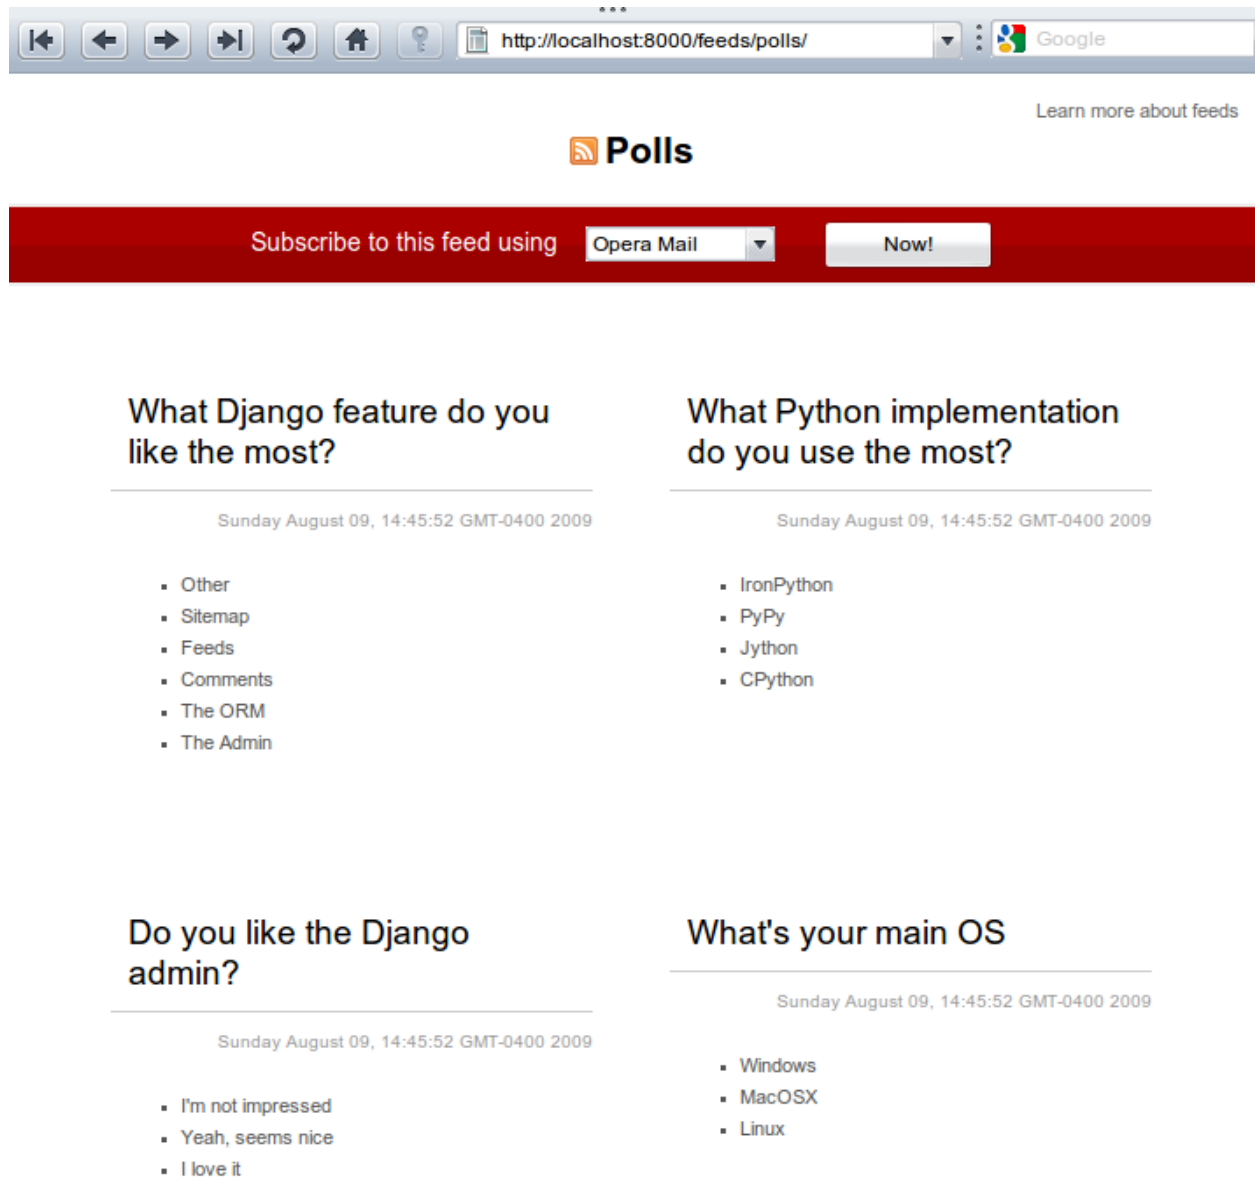 http://localhost:8000/feeds/polls/
Google
Learn more about feeds
Polls
Subscribe to this feed using
Opera Mail
Now!
What Django feature do you
like the most?
Sunday August 09, 14:45:52 GMT-0400 2009
Other
Sitemap
Feeds
Comments
The ORM
The Admin
What Python implementation
do you use the most?
Sunday August 09, 14:45:52 GMT-0400 2009
IronPython
PyPy
Jython
CPython
Do you like the Django
admin?
Sunday August 09, 14:45:52 GMT-0400 2009
I'm not impressed
Yeah, seems nice
I love it
What's your main OS
Sunday August 09, 14:45:52 GMT-0400 2009
Windows
MacOSX
Linux